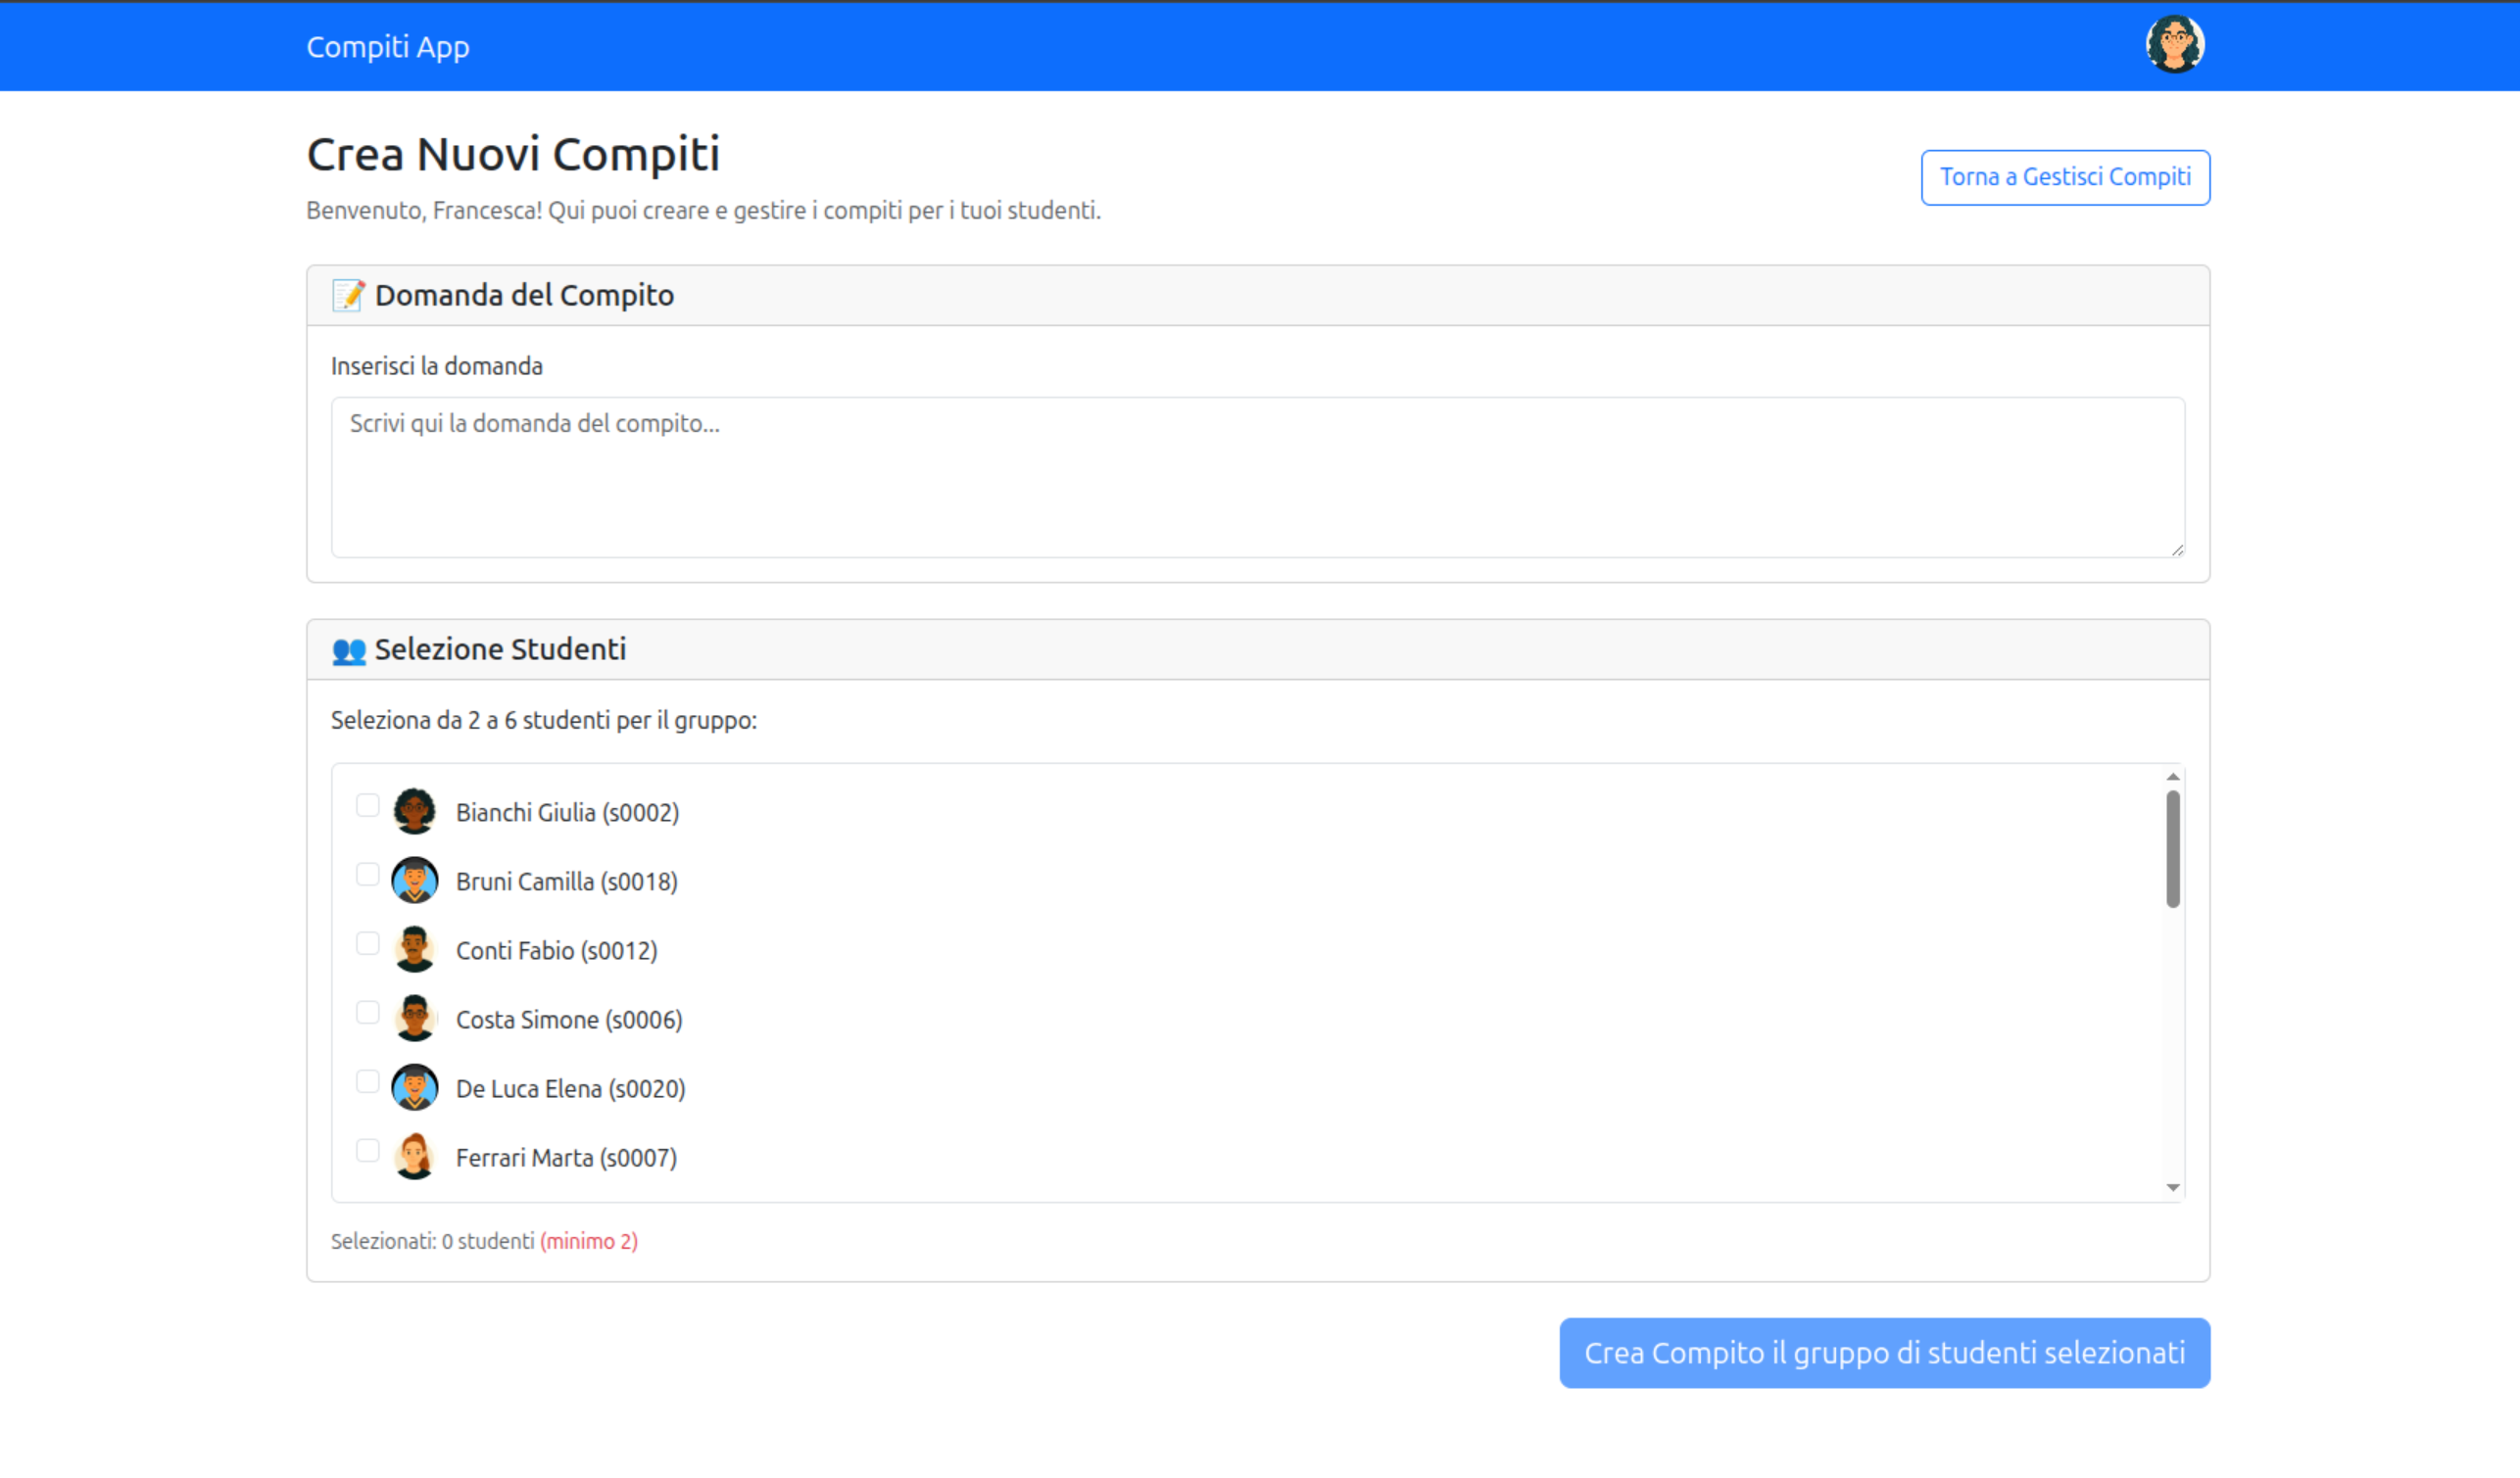 Compiti App
Crea Nuovi Compiti
Torna a Gestisci Compiti
Benvenuto, Francesca! Qui puoi creare e gestire i compiti per i tuoi studenti.
📝 Domanda del Compito
Inserisci la domanda
Scrivi qui la domanda del compito...
👥 Selezione Studenti
Seleziona da 2 a 6 studenti per il gruppo:
Bianchi Giulia (s0002)
Bruni Camilla (s0018)
Conti Fabio (s0012)
Costa Simone (s0006)
De Luca Elena (s0020)
Ferrari Marta (s0007)
Selezionati: 0 studenti (minimo 2)
Crea Compito il gruppo di studenti selezionati